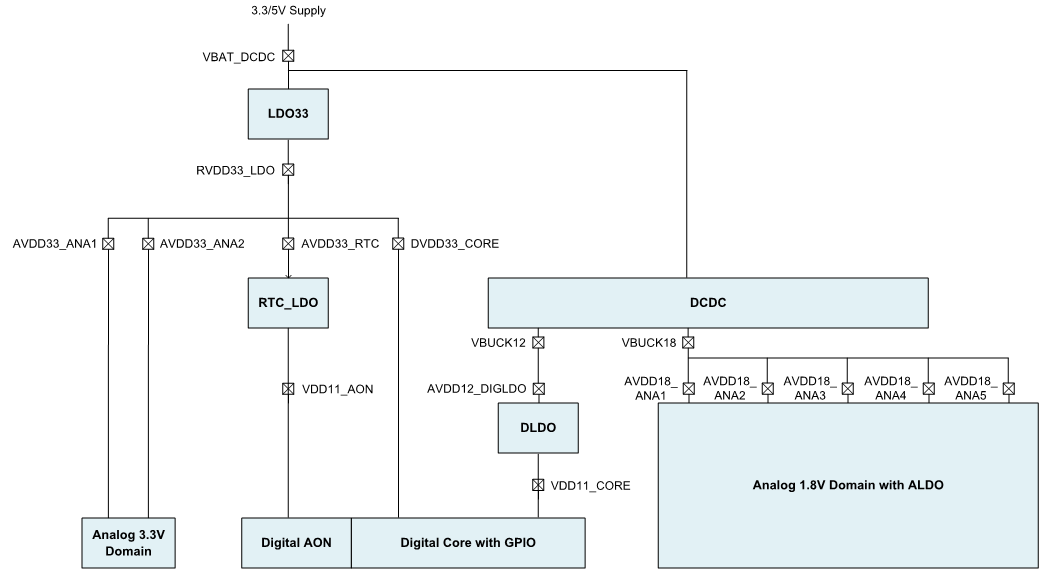 3.3/5V Supply
VBAT_DCDC
LDO33
RVDD33_LDO
AVDD33_ANA1
AVDD33_ANA2
AVDD33_RTC
DVDD33_CORE
RTC_LDO
DCDC
VBUCK12
VBUCK18
VDD11_AON
AVDD12_DIGLDO
AVDD18_
ANA1
AVDD18_
ANA2
AVDD18_
ANA3
AVDD18_
ANA4
AVDD18_
ANA5
DLDO
VDD11_CORE
Analog 1.8V Domain with ALDO
Analog 3.3V
Domain
Digital AON
Digital Core with GPIO